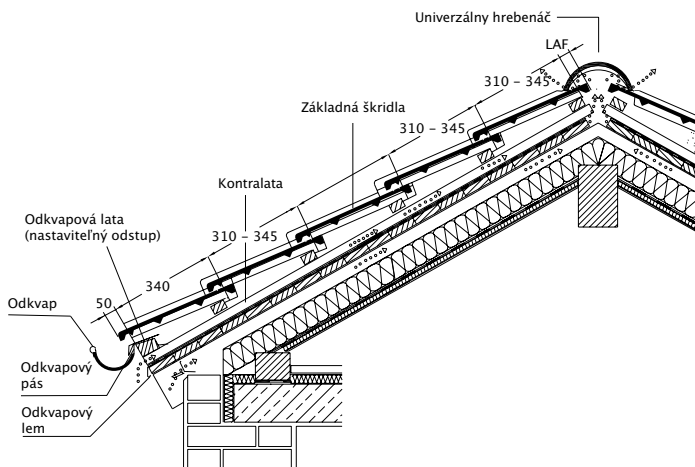 Univerzálny hrebenáč
LAF
310 – 345
Základná škridla
310 – 345
Kontralata
Odkvapová lata
(nastaviteľný odstup)
310 – 345
340
50
Odkvap
Odkvapový
pás
Odkvapový
lem